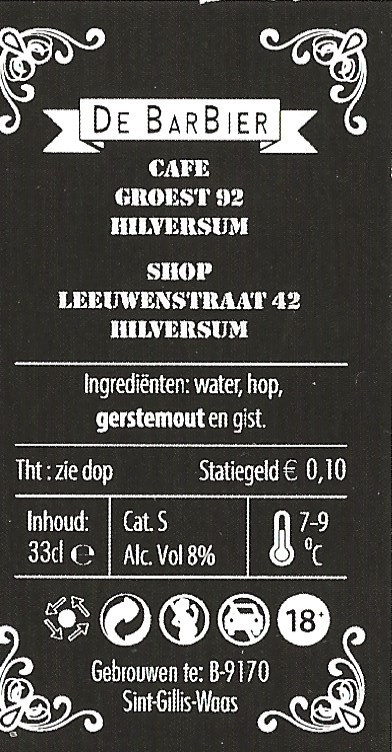 DE BARBIER
CAFE
GROEST 92
HILVERSUM
SHOP
LEEUWENSTRAAT 42
HILVERSUM
Ingrediënten: water, hop,
gerstemout en gist.
Tht : zie dop Statiegeld € 0,10
Inhoud: Cat. S 7-9
33cl e Alc. Vol 8% °C
18+
Gebrouwen te: B-9170
Sint-Gillis-Waas